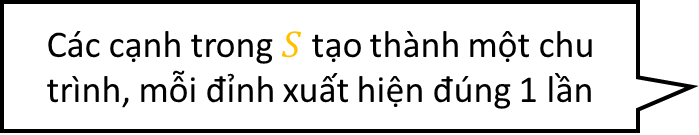 Các cạnh trong S tạo thành một chu
trình, mỗi đỉnh xuất hiện đúng 1 lần